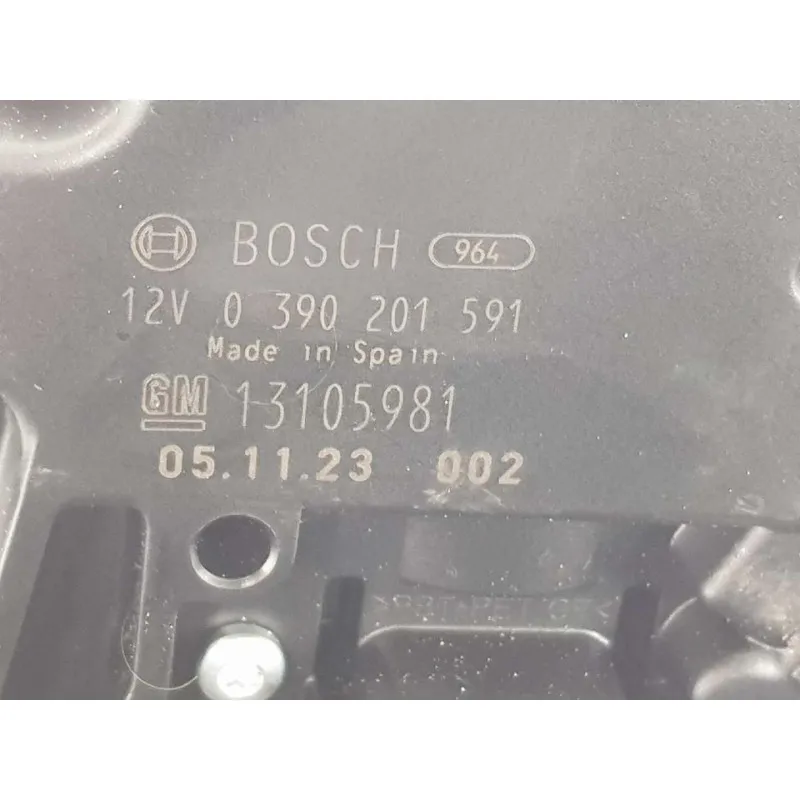 BOSCH 964
12V 0 390 201 591
Made in Spain
GM 13105981
05.11.23 002